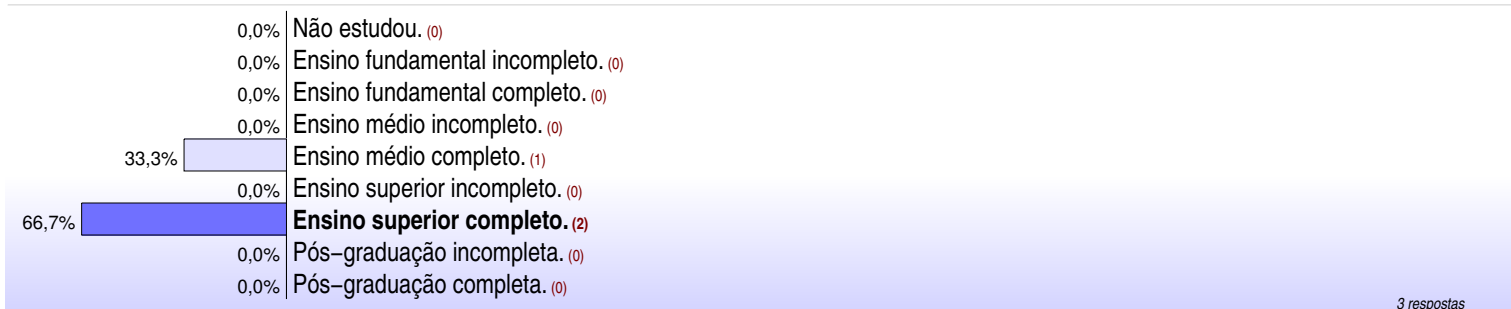 0,0% Não estudou. (0)
0,0% Ensino fundamental incompleto. (0)
0,0% Ensino fundamental completo. (0)
0,0% Ensino médio incompleto. (0)
33,3% Ensino médio completo. (1)
0,0% Ensino superior incompleto. (0)
66,7% Ensino superior completo. (2)
0,0% Pós−graduação incompleta. (0)
0,0% Pós−graduação completa. (0)
3 respostas